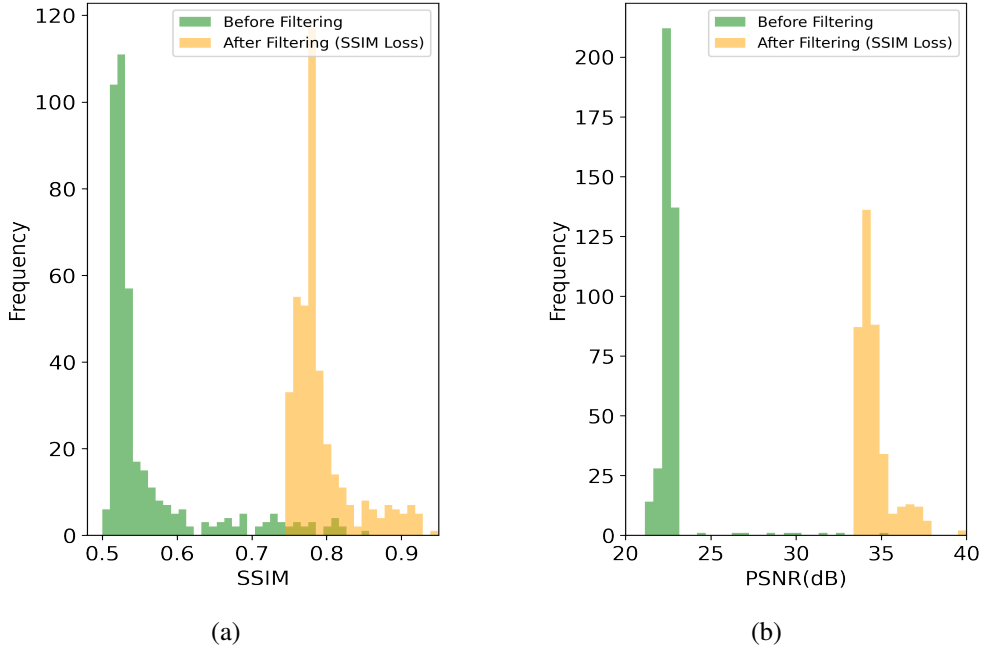 120
100
80
60
40
20
0
Frequency
0.5 0.6 0.7 0.8 0.9
SSIM
Before Filtering
After Filtering (SSIM Loss)
(a)
200
175
150
125
100
75
50
25
0
Frequency
20 25 30 35 40
PSNR(dB)
Before Filtering
After Filtering (SSIM Loss)
(b)